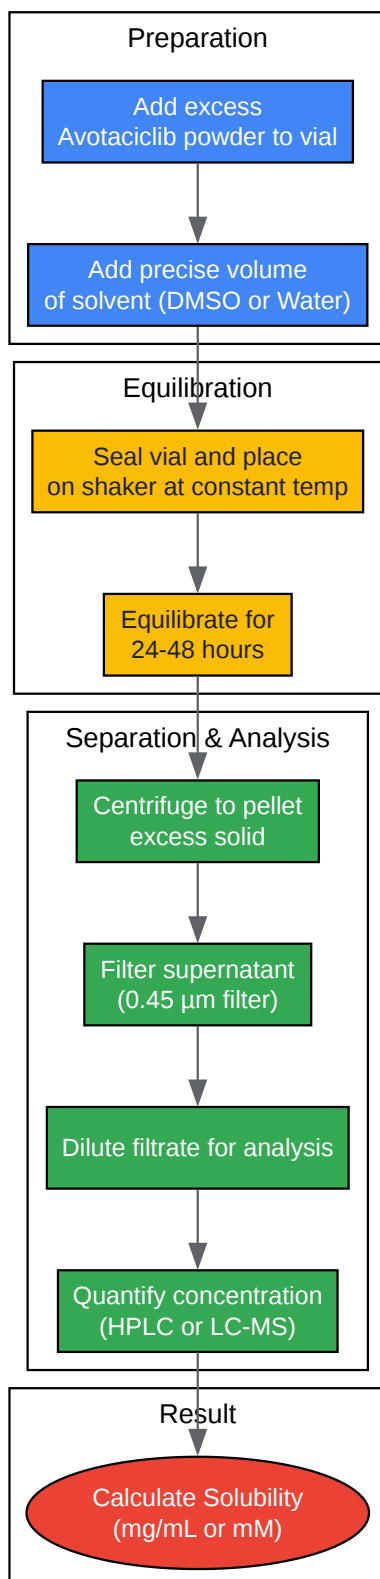 Preparation
Add excess
Avotaciclib powder to vial
Add precise volume
of solvent (DMSO or Water)
Equilibration
Seal vial and place
on shaker at constant temp
Equilibrate for
24-48 hours
Separation & Analysis
Centrifuge to pellet
excess solid
Filter supernatant
(0.45 µm filter)
Dilute filtrate for analysis
Quantify concentration
(HPLC or LC-MS)
Result
Calculate Solubility
(mg/mL or mM)